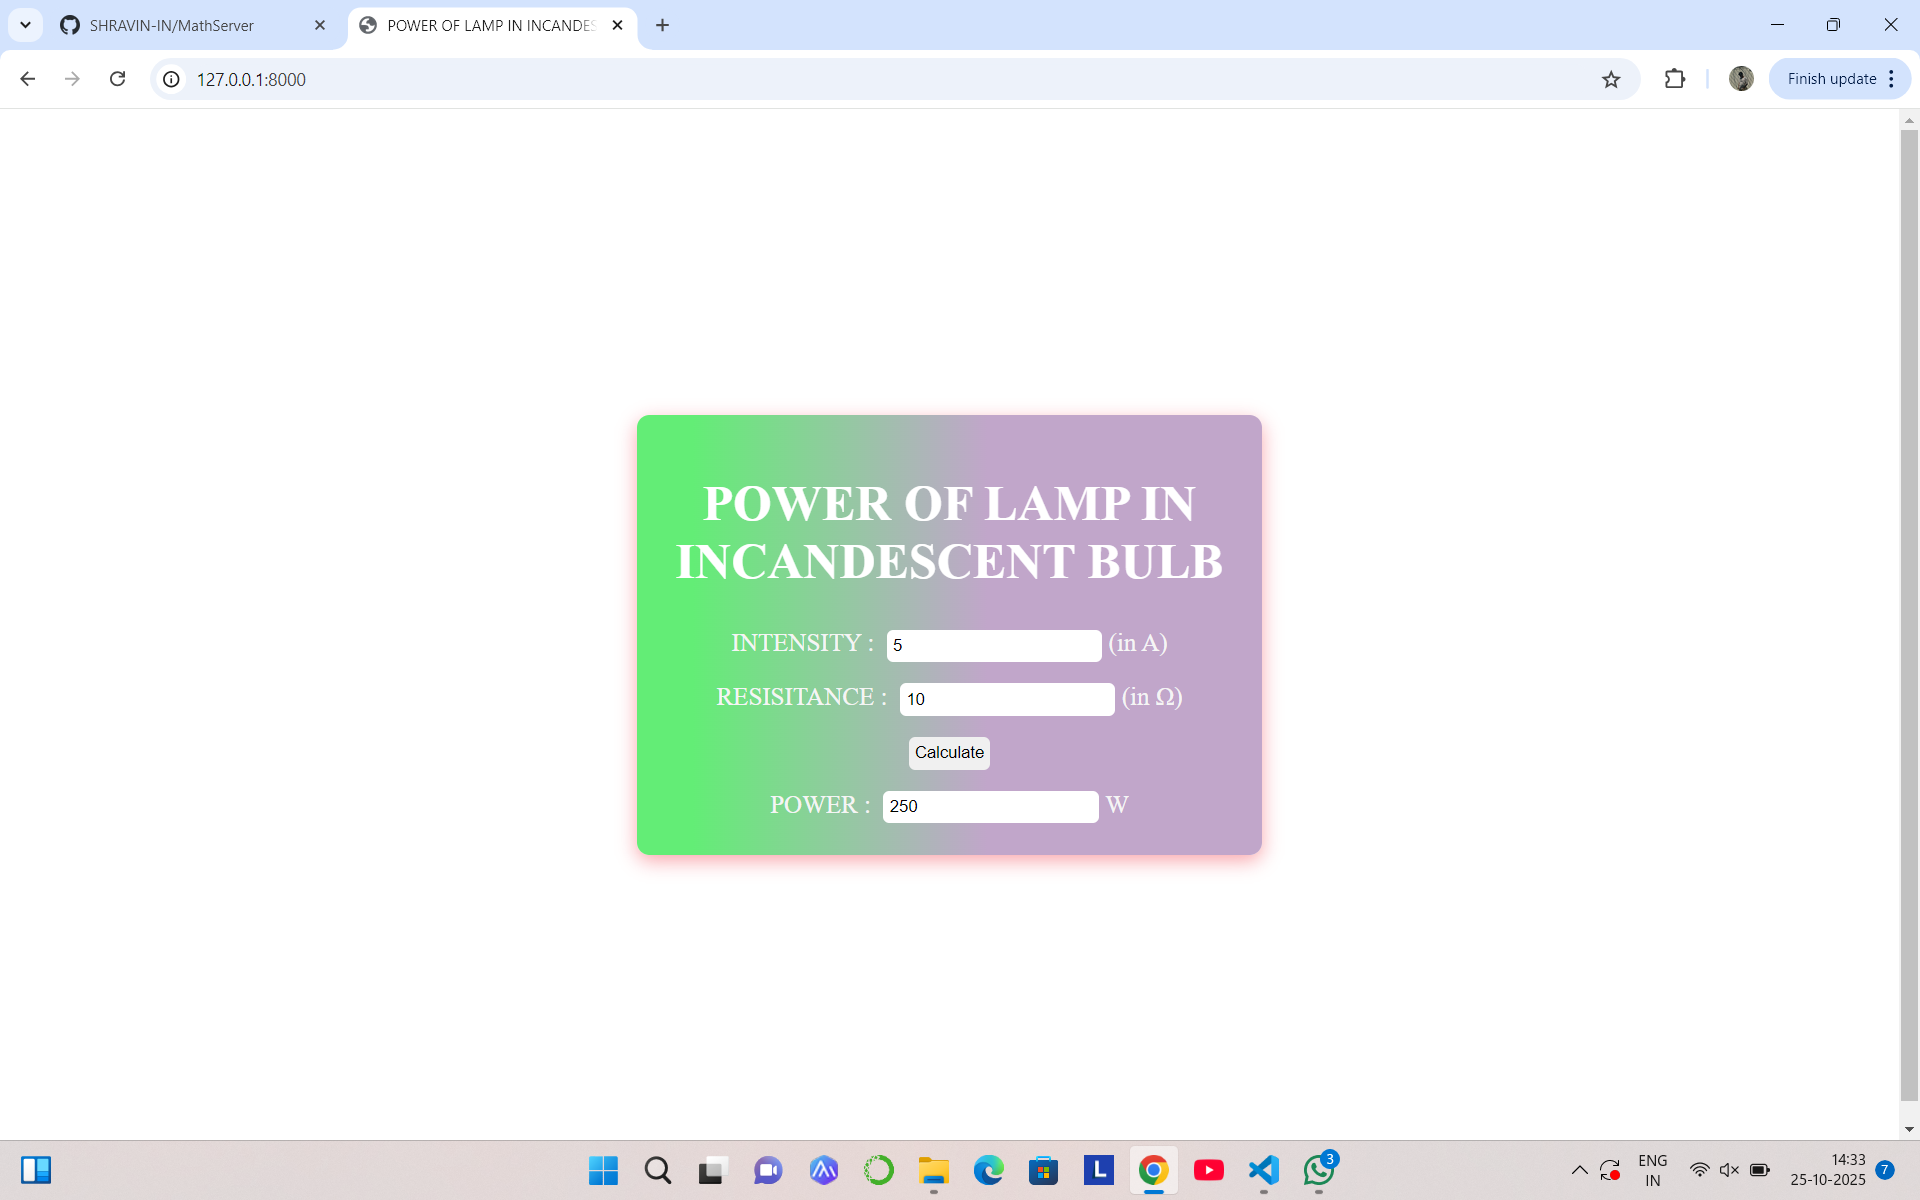 SHRAVIN-IN/MathServer
POWER OF LAMP IN INCANDES
127.0.0.1:8000
Finish update
POWER OF LAMP IN
INCANDESCENT BULB
INTENSITY : 5 (in A)
RESISITANCE : 10 (in Ω)
Calculate
POWER : 250 W
L
3
ENG
IN
14:33
25-10-2025
7